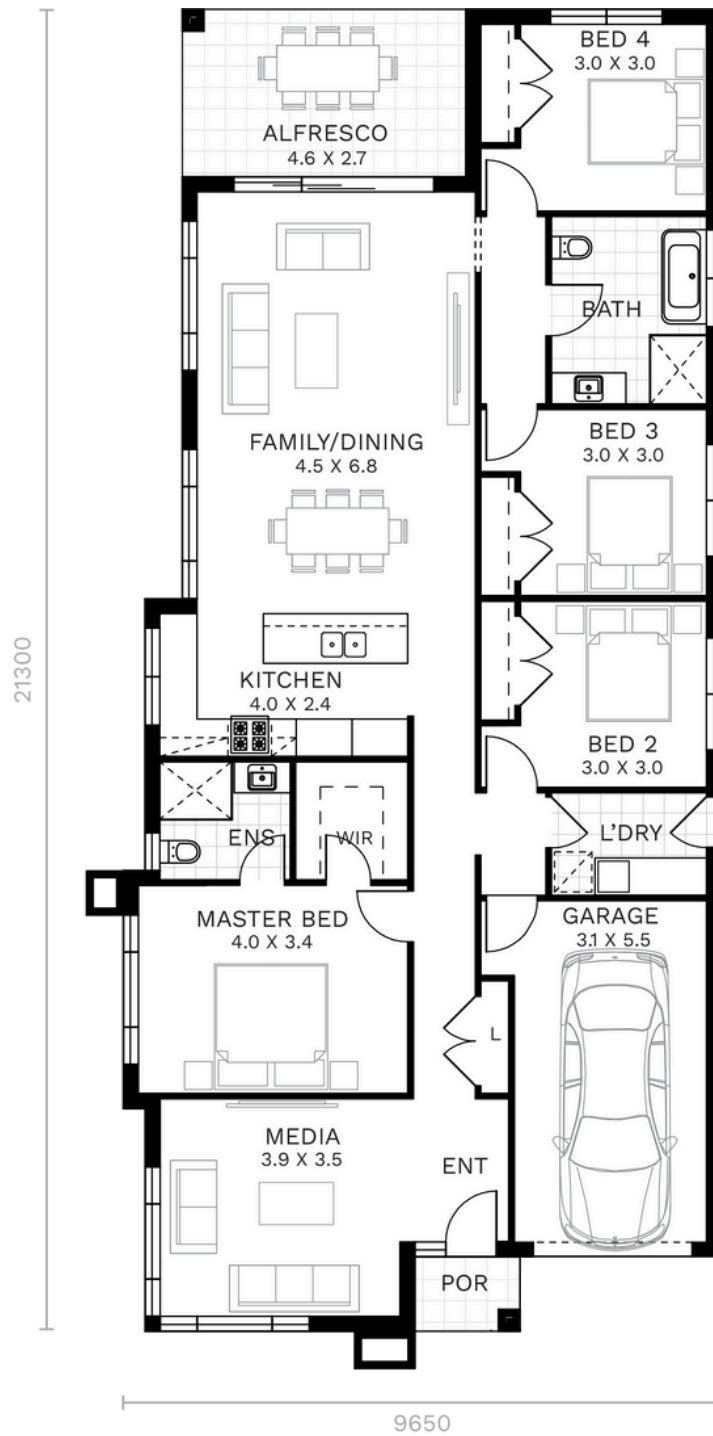 BED 4
3.0 X 3.0
ALFRESCO
4.6 X 2.7
BATH
FAMILY/DINING
4.5 X 6.8
BED 3
3.0 X 3.0
21300
KITCHEN
4.0 X 2.4
BED 2
3.0 X 3.0
ENS
WIR
L'DRY
MASTER BED
4.0 X 3.4
GARAGE
3.1 X 5.5
L
MEDIA
3.9 X 3.5
ENT
POR
9650